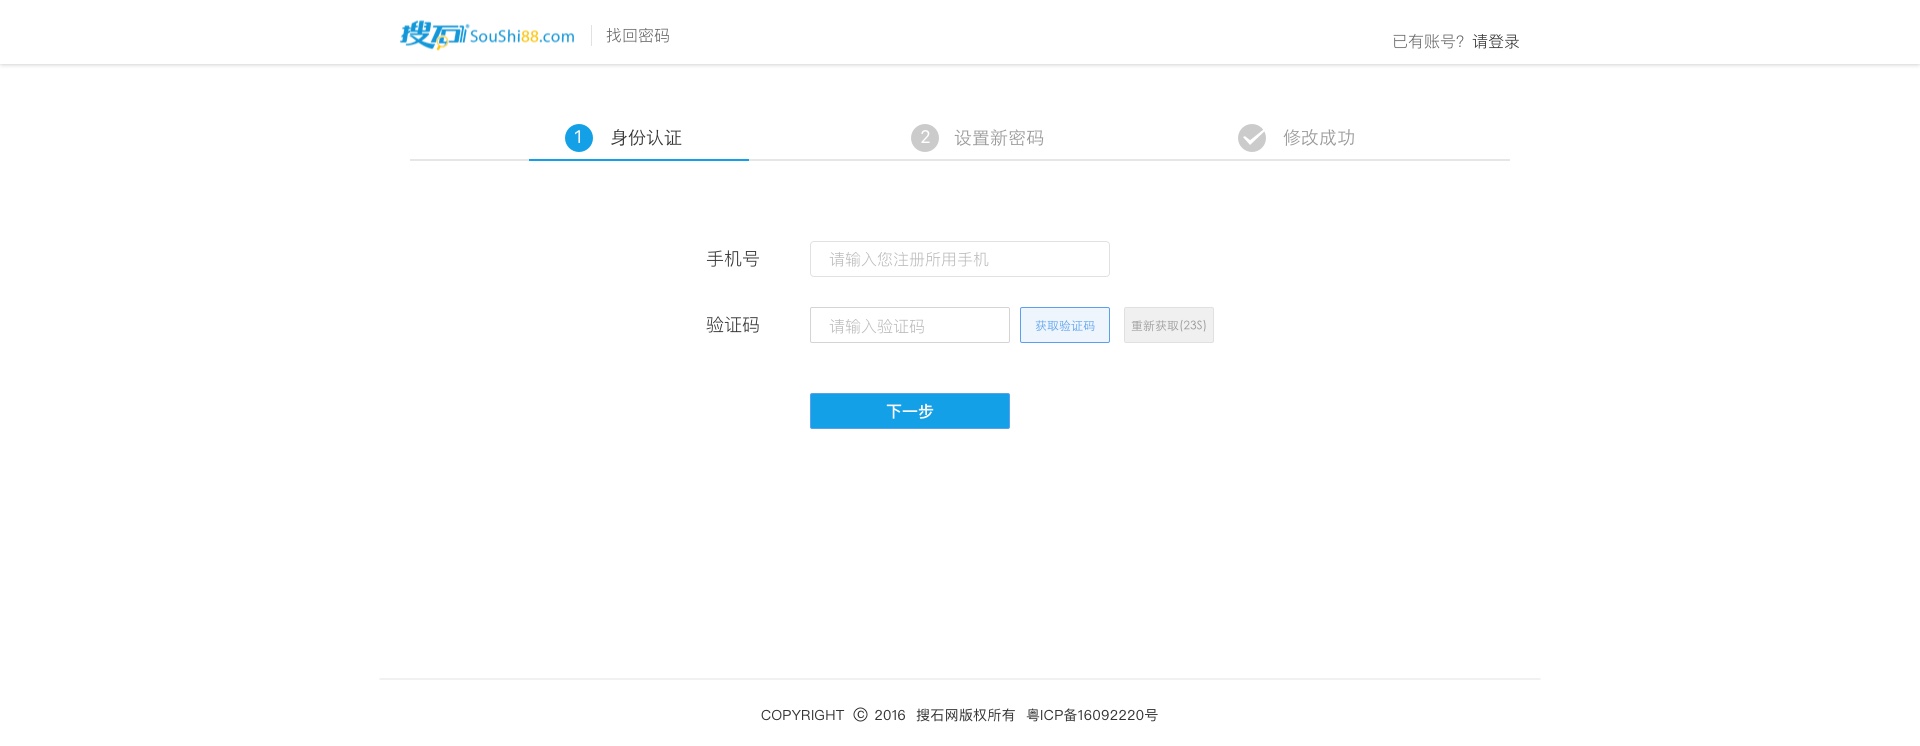 搜石 SouShi88.com 找回密码
已有账号? 请登录
1 身份认证 2 设置新密码 修改成功
手机号 请输入您注册所用手机
验证码 请输入验证码 获取验证码 重新获取(23S)
下一步
COPYRIGHT © 2016 搜石网版权所有 粤ICP备16092220号